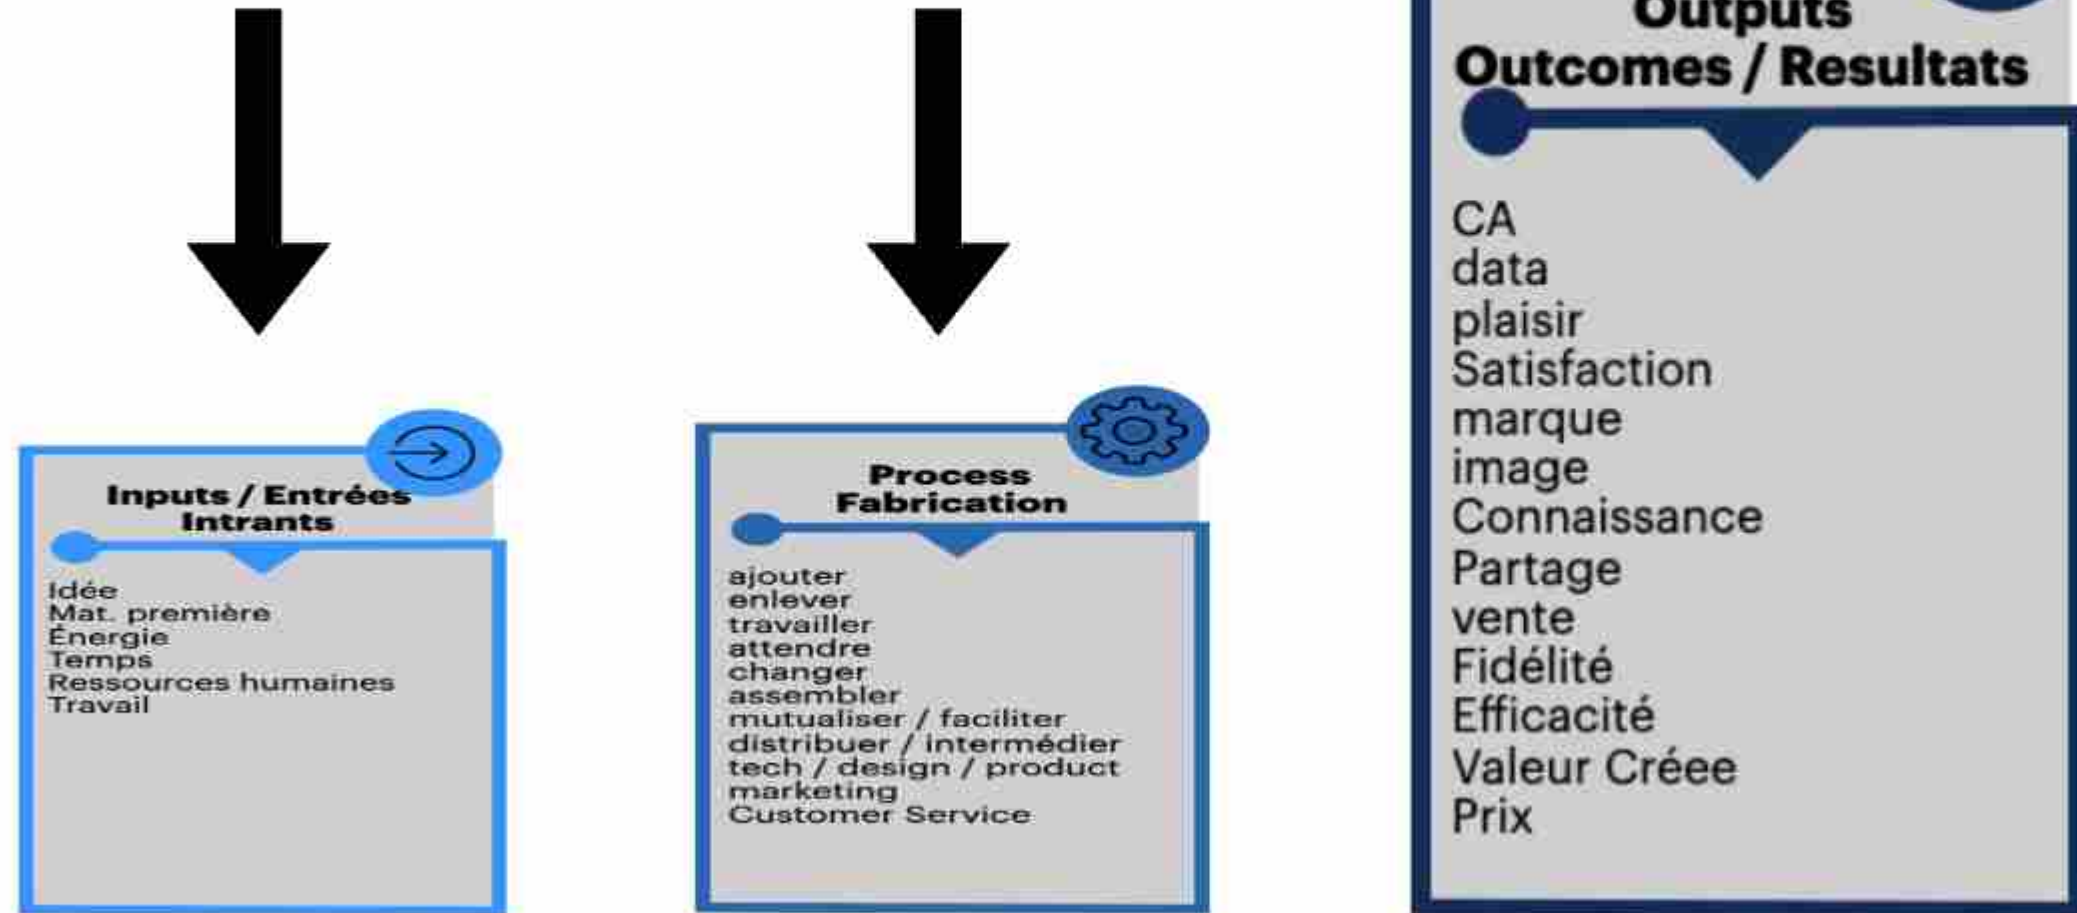 Inputs / Entrées
Intrants
Idée
Mat. première
Énergie
Temps
Ressources humaines
Travail
Process
Fabrication
ajouter
enlever
travailler
attendre
changer
assembler
mutualiser / faciliter
distribuer / intermédier
tech / design / product
marketing
Customer Service
Outputs
Outcomes / Resultats
CA
data
plaisir
Satisfaction
marque
image
Connaissance
Partage
vente
Fidélité
Efficacité
Valeur Créee
Prix